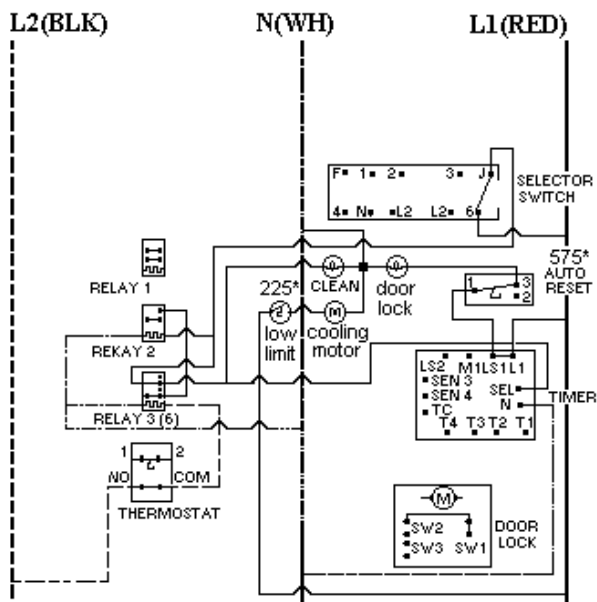 L2(BLK) N(WH) L1(RED)
F 1 2 3 J
4 N L2 L2 6
SELECTOR
SWITCH
575*
AUTO
RESET
1 3
2
RELAY 1
225*
CLEAN
door
lock
2 M
low
limit
cooling
motor
REKAY 2
RELAY 3 (6)
LS2 M1 LS1 L1
SEN 3
SEN 4
TC
SEL
N
T4 T3 T2 T1
TIMER
1 2
NO COM
THERMOSTAT
M
SW2
SW3 SW1
DOOR
LOCK